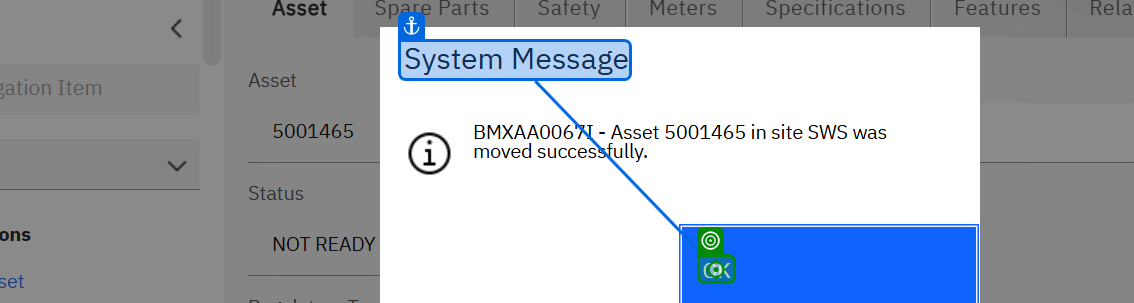 Asset Spare Parts Safety Meters Specifications Features Rela
System Message
gation Item
Asset
5001465
BMXAA0067I - Asset 5001465 in site SWS was
moved successfully.
Status
NOT READY
ons
set
OK